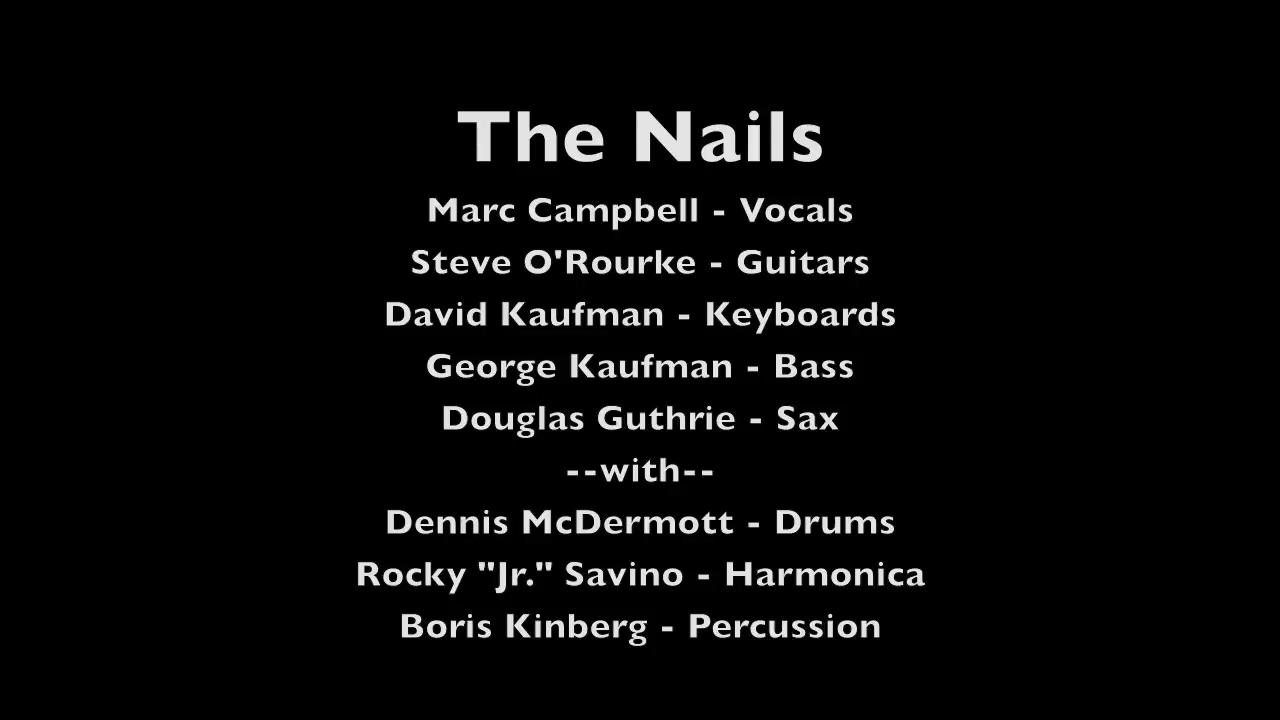 The Nails
Marc Campbell - Vocals
Steve O'Rourke - Guitars
David Kaufman - Keyboards
George Kaufman - Bass
Douglas Guthrie - Sax
--with--
Dennis McDermott - Drums
Rocky "Jr." Savino - Harmonica
Boris Kinberg - Percussion